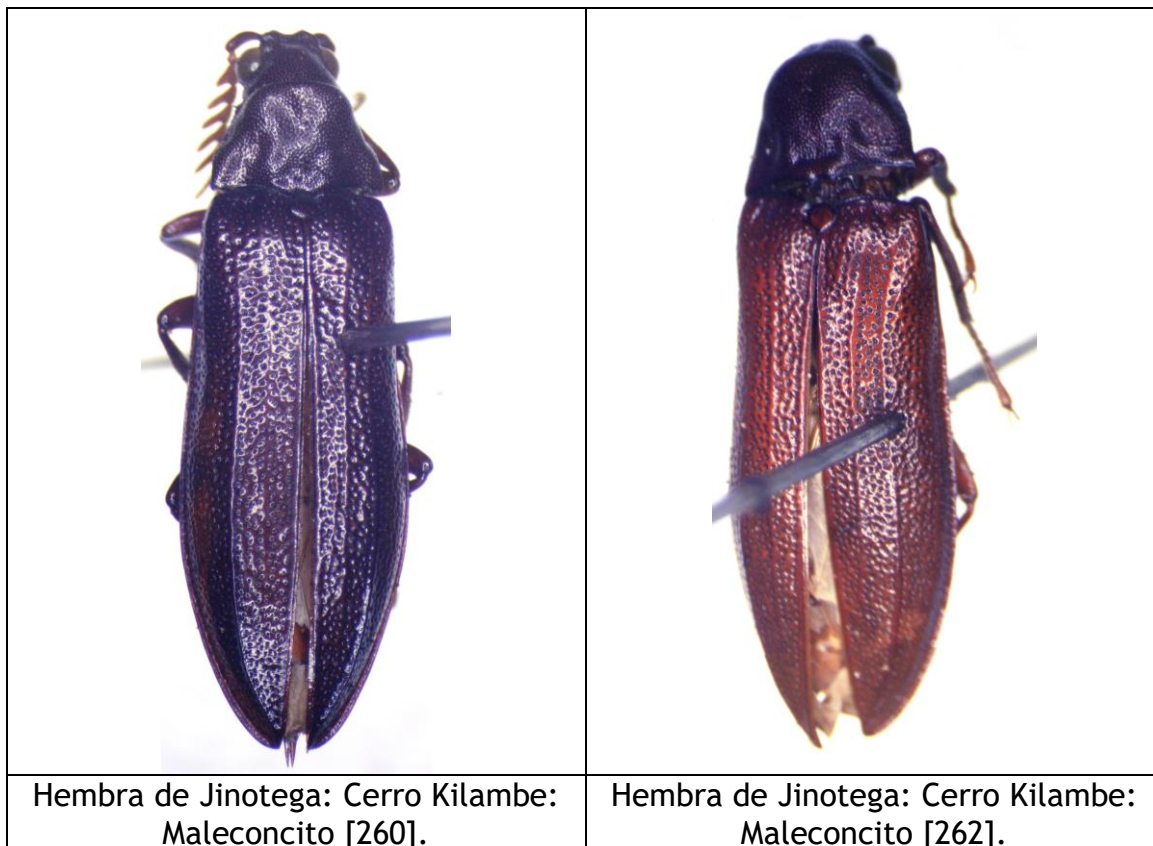 Hembra de Jinotega: Cerro Kilambe:
Maleconcito [260].
Hembra de Jinotega: Cerro Kilambe:
Maleconcito [262].